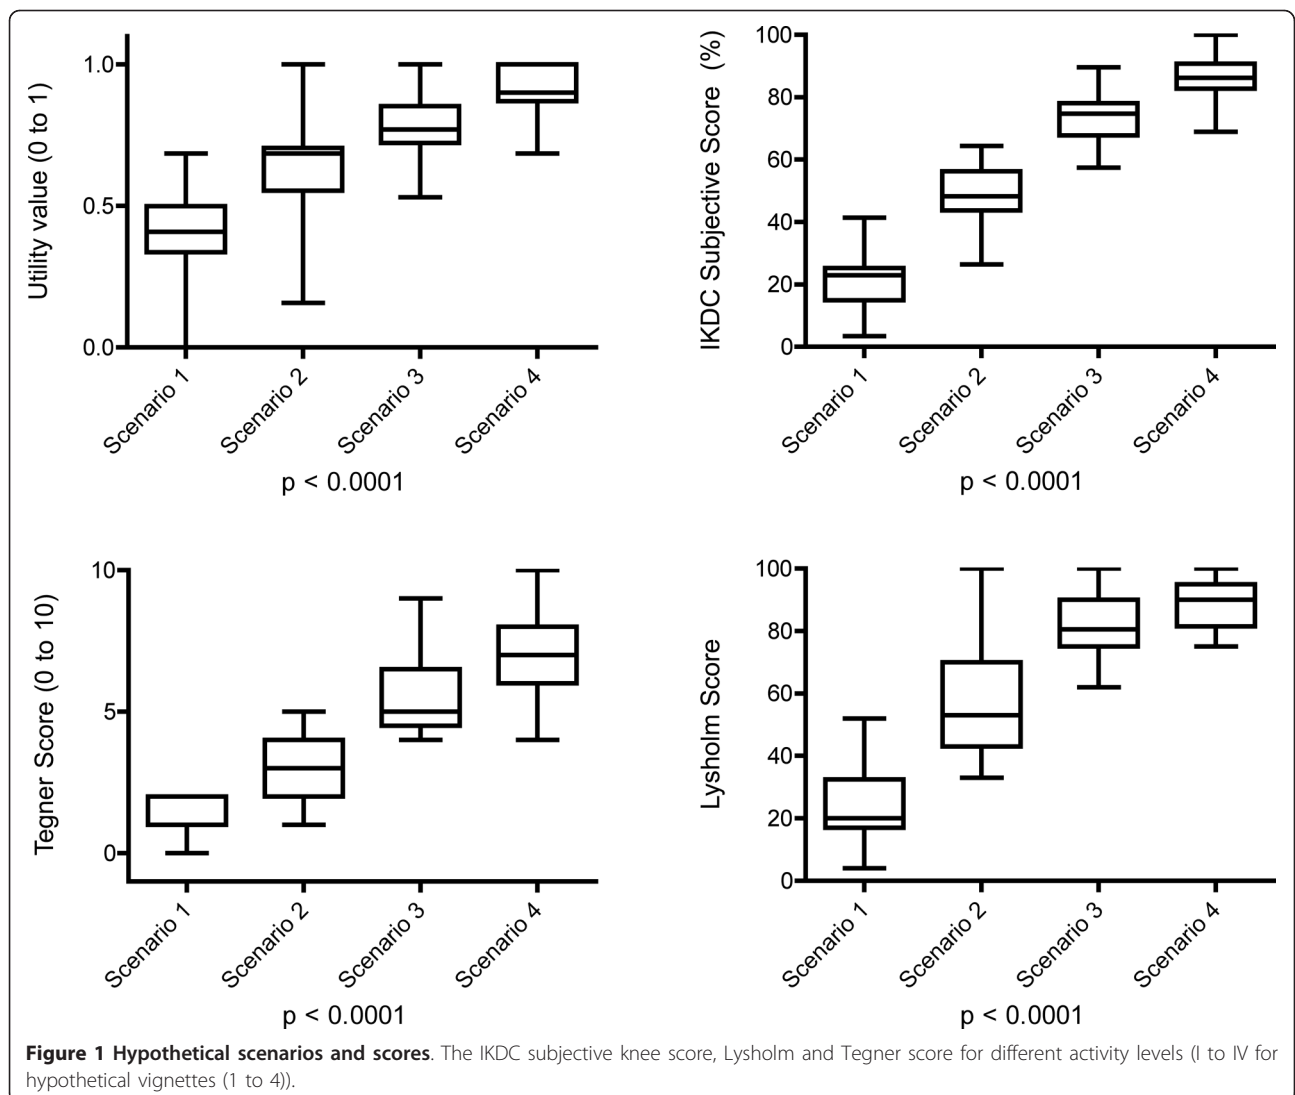 Utility value (0 to 1)
1.0
0.5
0.0
Scenario 1
Scenario 2
Scenario 3
Scenario 4
p < 0.0001
IKDC Subjective Score (%)
100
80
60
40
20
0
Scenario 1
Scenario 2
Scenario 3
Scenario 4
p < 0.0001
Tegner Score (0 to 10)
10
5
0
Scenario 1
Scenario 2
Scenario 3
Scenario 4
p < 0.0001
Lysholm Score
100
80
60
40
20
0
Scenario 1
Scenario 2
Scenario 3
Scenario 4
p < 0.0001
Figure 1 Hypothetical scenarios and scores. The IKDC subjective knee score, Lysholm and Tegner score for different activity levels (I to IV for
hypothetical vignettes (1 to 4)).